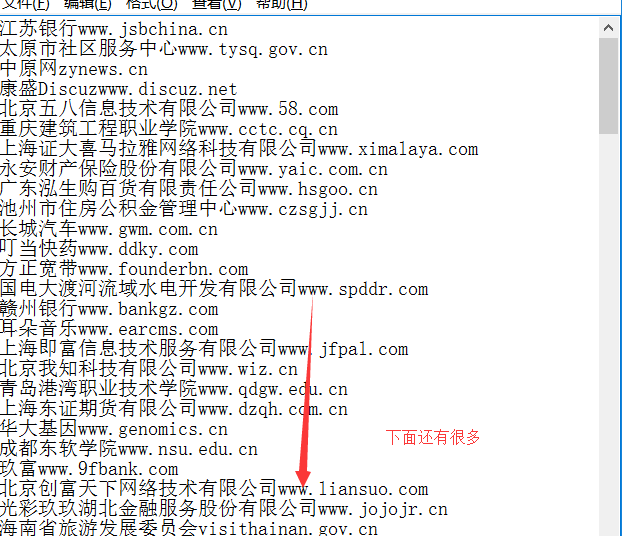 文件(F) 编辑(E) 格式(O) 查看(V) 帮助(H)
江苏银行www.jsbchina.cn
太原市社区服务中心www.tysq.gov.cn
中原网zynews.cn
康盛Discuzwww.discuz.net
北京五八信息技术有限公司www.58.com
重庆建筑工程职业学院www.cctc.cq.cn
上海证大喜马拉雅网络科技有限公司www.ximalaya.com
永安财产保险股份有限公司www.yaic.com.cn
广东泓生购百货有限责任公司www.hsgoo.cn
池州市住房公积金管理中心www.czsgjj.cn
长城汽车www.gwm.com.cn
叮当快药www.ddky.com
方正宽带www.founderbn.com
国电大渡河流域水电开发有限公司www.spddr.com
赣州银行www.bankgz.com
耳朵音乐www.earcms.com
上海即富信息技术服务有限公司www.jfpal.com
北京我知科技有限公司www.wiz.cn
青岛港湾职业技术学院www.qdgw.edu.cn
上海东证期货有限公司www.dzqh.com.cn
华大基因www.genomics.cn
下面还有很多
成都东软学院www.nsu.edu.cn
玖富www.9fbank.com
北京创富天下网络技术有限公司www.liansuo.com
光彩玖玖湖北金融服务股份有限公司www.jojojr.cn
海南省旅游发展委员会visithainan.gov.cn